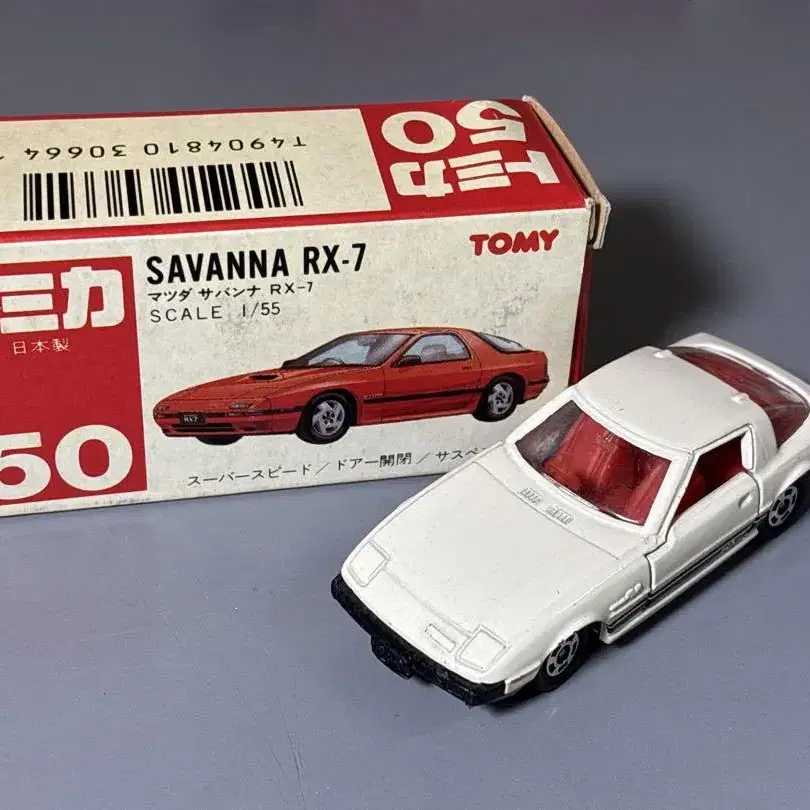 T4904810 30664
50
トミカ
TOMY
SAVANNA RX-7
マツダ サバンナ RX-7
SCALE 1/55
トミカ
日本製
50
RX7
スーパースピード/ドアー開閉/サスペ